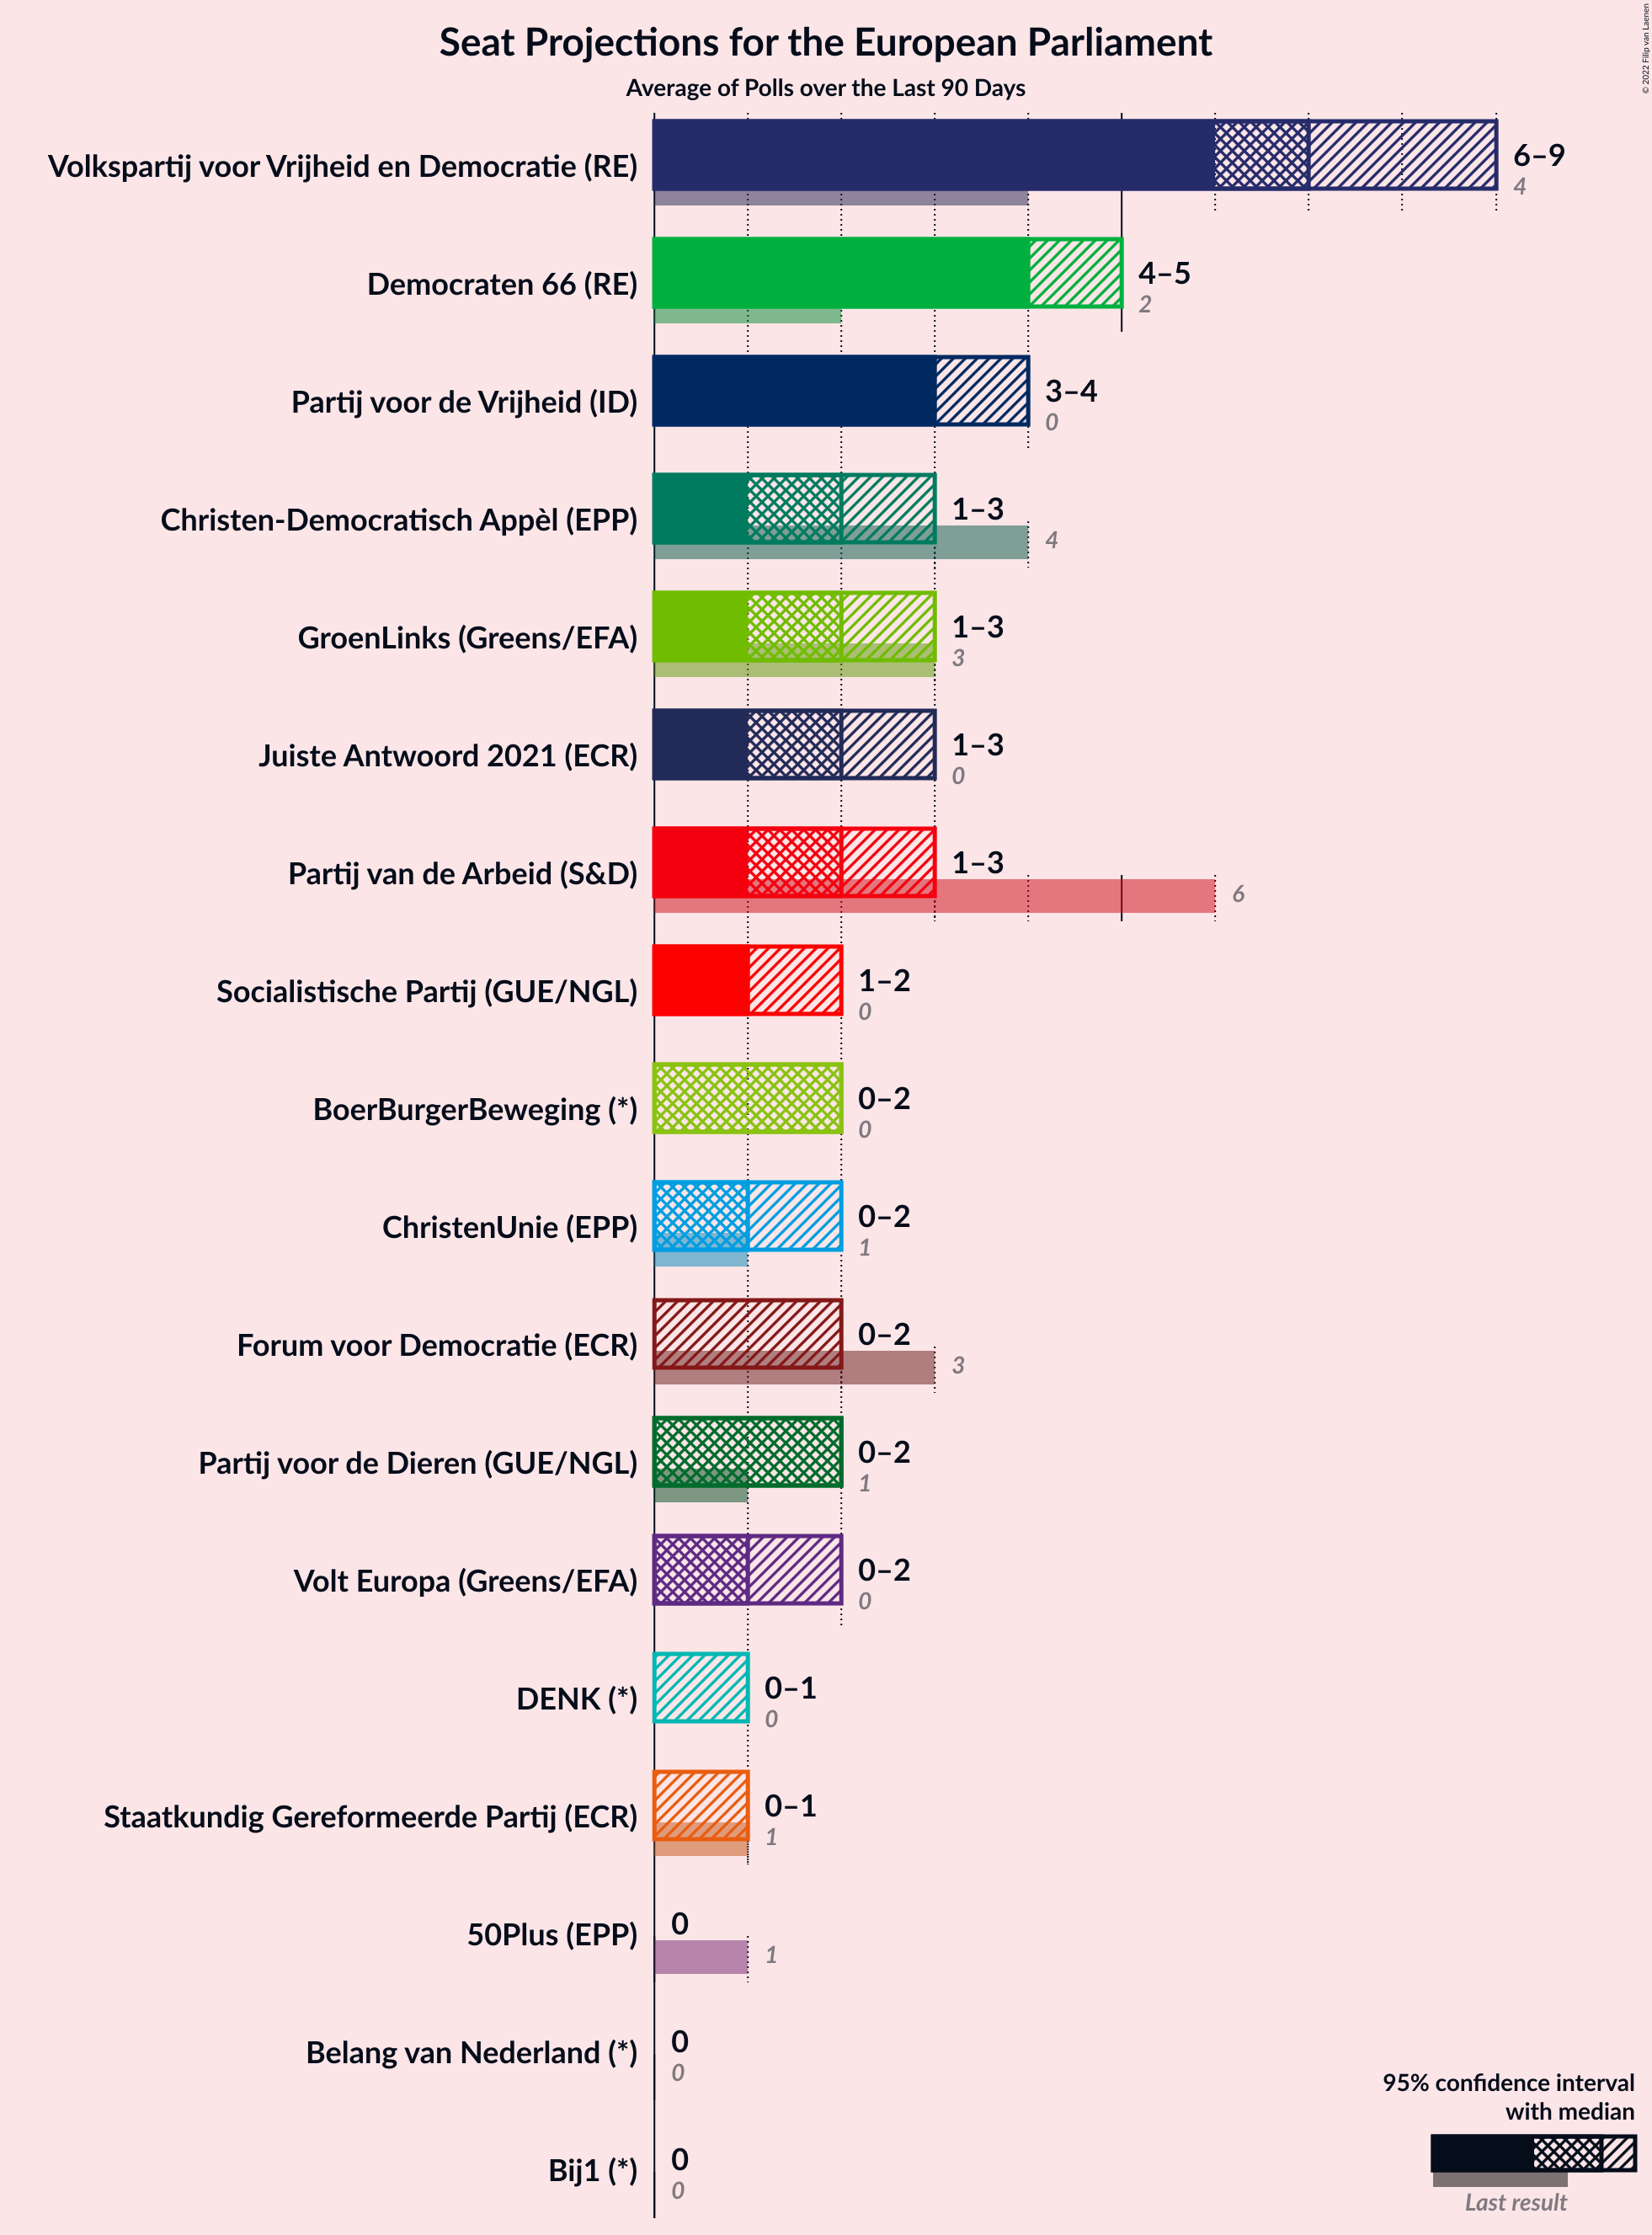 © 2022 Filip van Laenen
Seat Projections for the European Parliament
Average of Polls over the Last 90 Days
Volkspartij voor Vrijheid en Democratie (RE)
6–9
4
Democraten 66 (RE)
4–5
2
Partij voor de Vrijheid (ID)
3–4
0
Christen-Democratisch Appèl (EPP)
1–3
4
GroenLinks (Greens/EFA)
1–3
3
Juiste Antwoord 2021 (ECR)
1–3
0
Partij van de Arbeid (S&D)
1–3
6
Socialistische Partij (GUE/NGL)
1–2
0
BoerBurgerBeweging (*)
0–2
0
ChristenUnie (EPP)
0–2
1
Forum voor Democratie (ECR)
0–2
3
Partij voor de Dieren (GUE/NGL)
0–2
1
Volt Europa (Greens/EFA)
0–2
0
DENK (*)
0–1
0
Staatkundig Gereformeerde Partij (ECR)
0–1
1
50Plus (EPP)
0
1
Belang van Nederland (*)
0
0
Bij1 (*)
0
0
95% confidence interval
with median
Last result